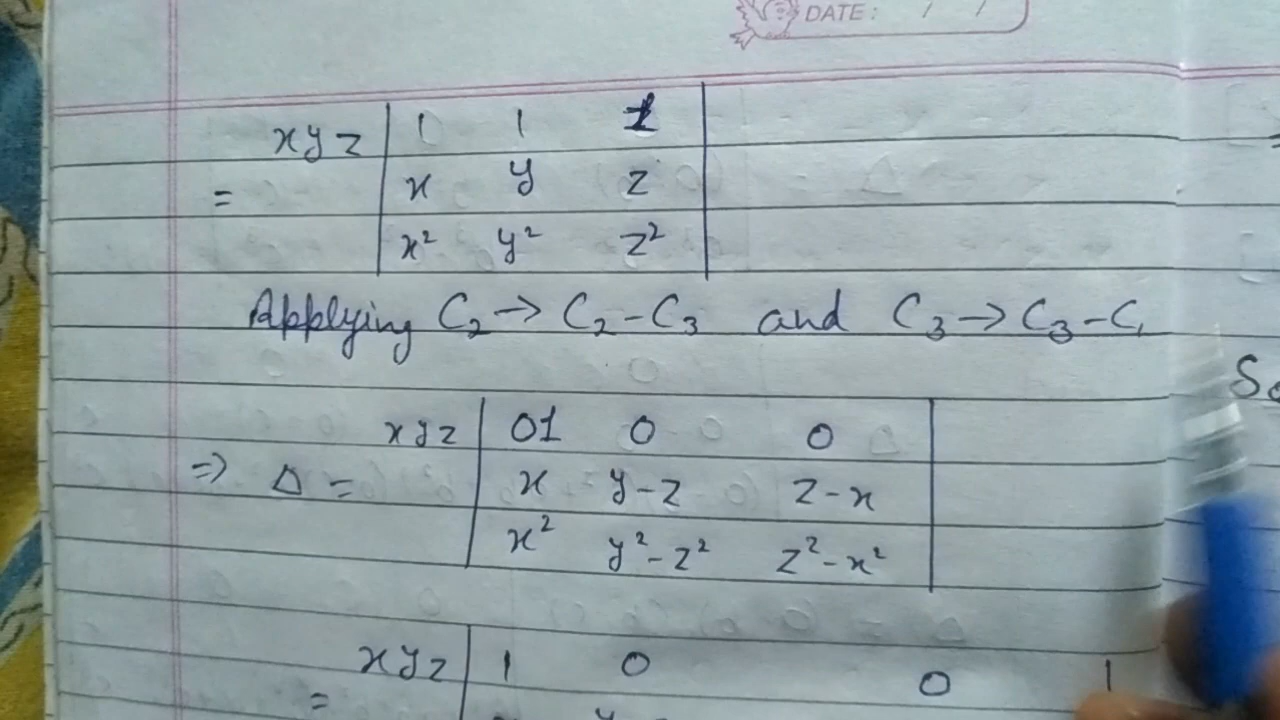 DATE: / /
xyz | 1 1 1 |
= | x y z |
| x² y² z² |
Applying C₂ → C₂ - C₃ and C₃ → C₃ - C₁
xyz | 01 0 0 |
⇒ Δ = | x y-z z-x |
| x² y²-z² z²-x² |
xyz | 1 0 0 |
=